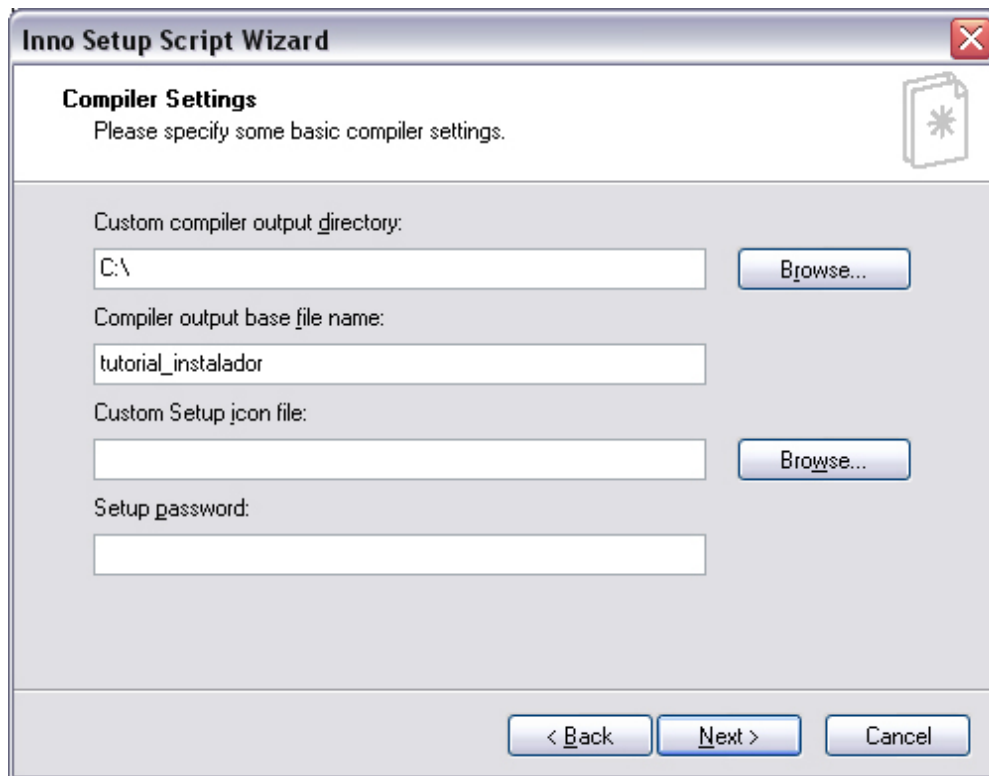 Inno Setup Script Wizard
Compiler Settings
Please specify some basic compiler settings.
Custom compiler output directory:
C:\
Browse...
Compiler output base file name:
tutorial_instalador
Custom Setup icon file:
Browse...
Setup password:
< Back
Next >
Cancel